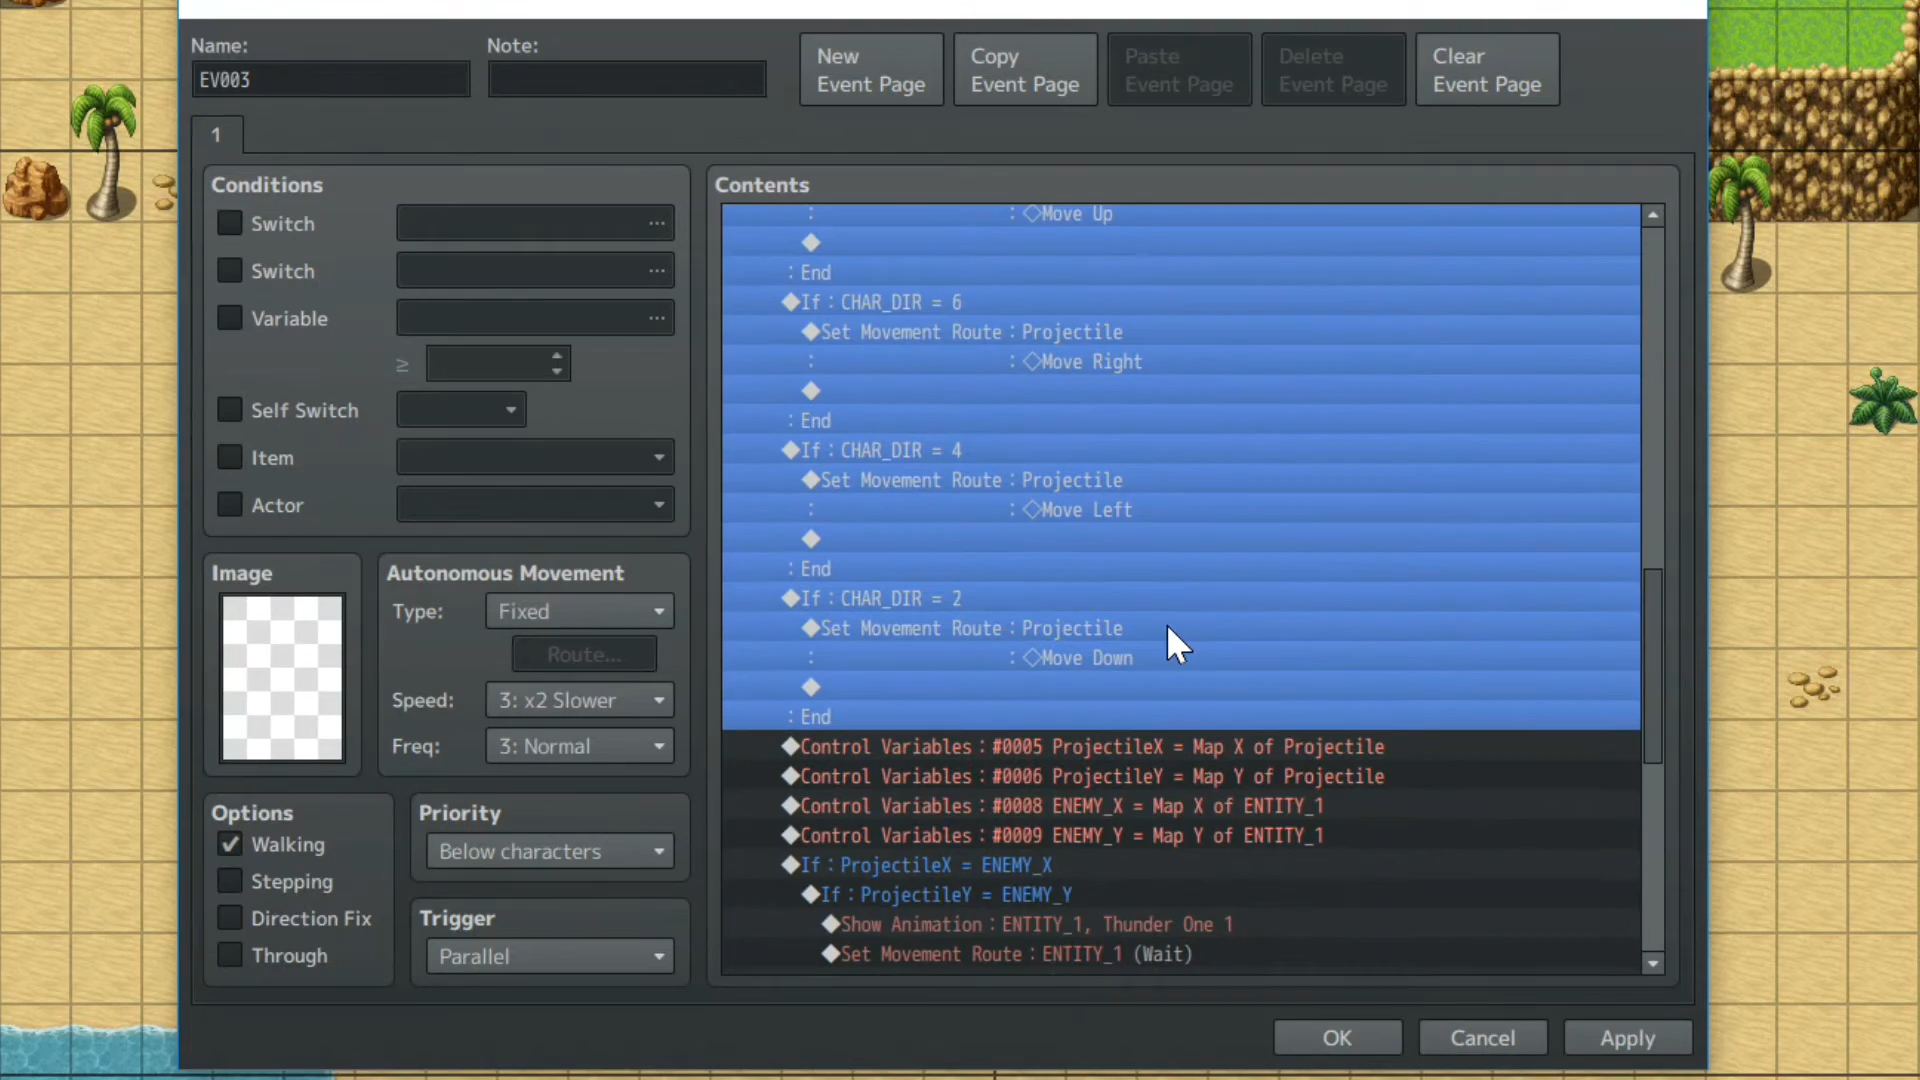 Name:
Note:
EV003
New
Event Page
Copy
Event Page
Paste
Event Page
Delete
Event Page
Clear
Event Page
1
Conditions
Switch
...
Switch
...
Variable
...
≥
Self Switch
Item
Actor
Image
Autonomous Movement
Type:
Fixed
Route...
Speed:
3: x2 Slower
Freq:
3: Normal
Options
Walking
Stepping
Direction Fix
Through
Priority
Below characters
Trigger
Parallel
Contents
: : ◇Move Up
◆
: End
◆If : CHAR_DIR = 6
◆Set Movement Route : Projectile
: : ◇Move Right
◆
: End
◆If : CHAR_DIR = 4
◆Set Movement Route : Projectile
: : ◇Move Left
◆
: End
◆If : CHAR_DIR = 2
◆Set Movement Route : Projectile
: : ◇Move Down
◆
: End
◆Control Variables : #0005 ProjectileX = Map X of Projectile
◆Control Variables : #0006 ProjectileY = Map Y of Projectile
◆Control Variables : #0008 ENEMY_X = Map X of ENTITY_1
◆Control Variables : #0009 ENEMY_Y = Map Y of ENTITY_1
◆If : ProjectileX = ENEMY_X
◆If : ProjectileY = ENEMY_Y
◆Show Animation : ENTITY_1, Thunder One 1
◆Set Movement Route : ENTITY_1 (Wait)
OK
Cancel
Apply